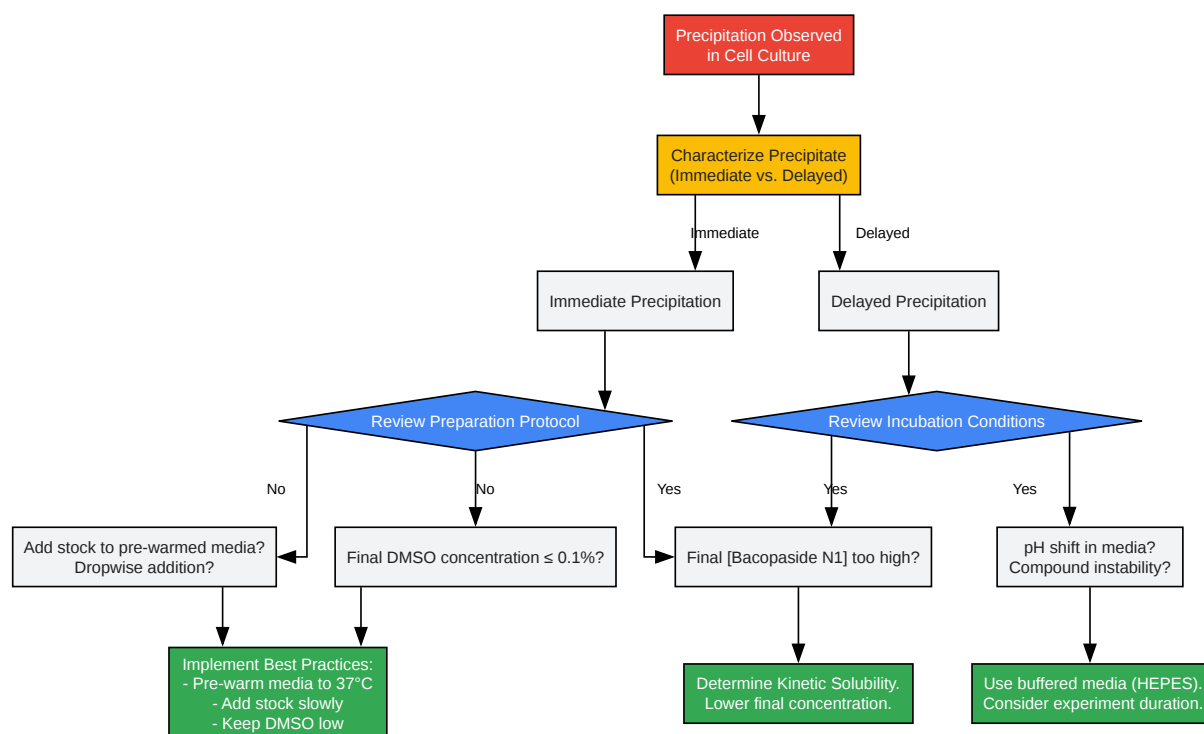 Precipitation Observed
in Cell Culture
Characterize Precipitate
(Immediate vs. Delayed)
Immediate
Delayed
Immediate Precipitation
Delayed Precipitation
Review Preparation Protocol
Review Incubation Conditions
No
No
Yes
Yes
Yes
Add stock to pre-warmed media?
Dropwise addition?
Final DMSO concentration ≤ 0.1%?
Final [Bacopaside N1] too high?
pH shift in media?
Compound instability?
Implement Best Practices:
- Pre-warm media to 37°C
- Add stock slowly
- Keep DMSO low
Determine Kinetic Solubility.
Lower final concentration.
Use buffered media (HEPES).
Consider experiment duration.